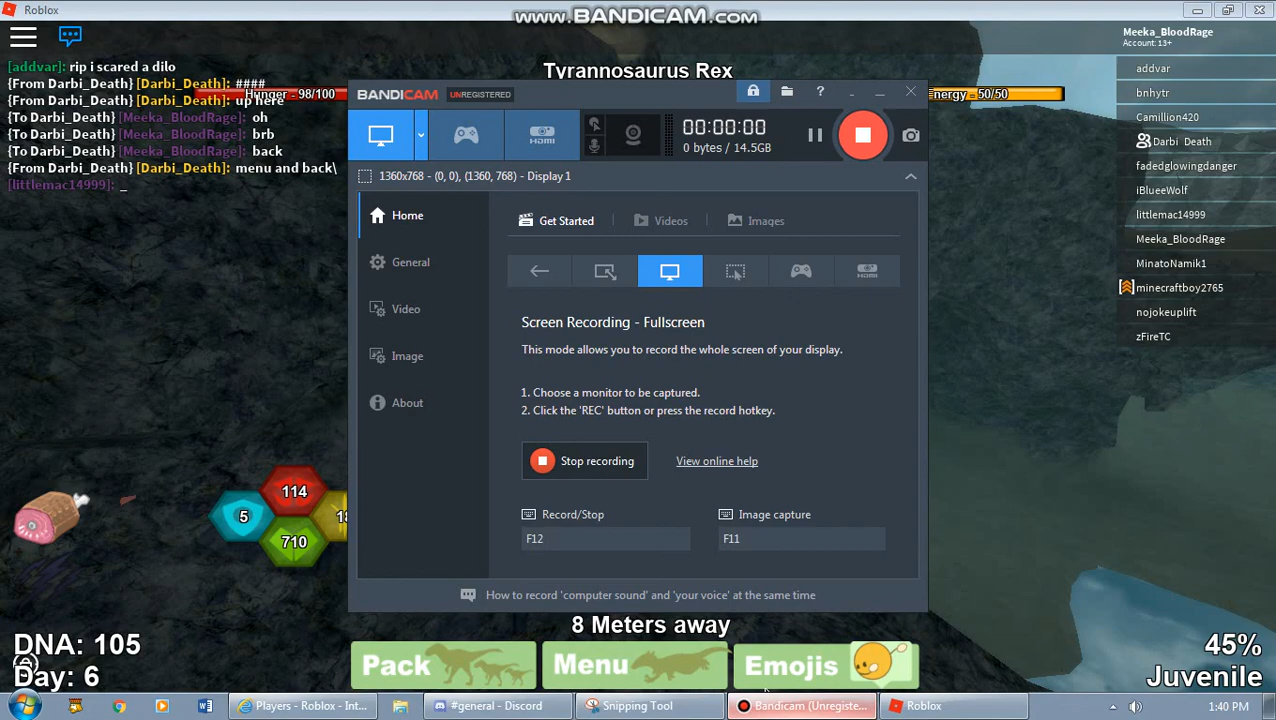 Roblox
www.BANDICAM.com
Meeka_BloodRage
Account: 13+
[addvar]: rip i scared a dilo
{From Darbi_Death} [Darbi_Death]: ####
{From Darbi_Death} [Darbi_Death]: up here
{To Darbi_Death} [Meeka_BloodRage]: oh
{To Darbi_Death} [Meeka_BloodRage]: brb
{To Darbi_Death} [Meeka_BloodRage]: back
{From Darbi_Death} [Darbi_Death]: menu and back\
[littlemac14999]: _
Tyrannosaurus Rex
Hunger - 98/100
Energy - 50/50
BANDICAM UNREGISTERED
?
HDMI
00:00:00
0 bytes / 14.5GB
1360x768 - (0, 0), (1360, 768) - Display 1
Home
General
Video
Image
About
Get Started
Videos
Images
HDMI
Screen Recording - Fullscreen
This mode allows you to record the whole screen of your display.
1. Choose a monitor to be captured.
2. Click the 'REC' button or press the record hotkey.
Stop recording
View online help
Record/Stop
Image capture
F12
F11
How to record 'computer sound' and 'your voice' at the same time
addvar
bnhytr
Camillion420
Darbi_Death
fadedglowingdanger
iBlueeWolf
littlemac14999
Meeka_BloodRage
MinatoNamik1
minecraftboy2765
nojokeuplift
zFireTC
114
5
710
8 Meters away
DNA: 105
Day: 6
Pack
Menu
Emojis
45%
Juvenile
Players - Roblox - Int...
#general - Discord
Snipping Tool
Bandicam (Unregiste...
Roblox
1:40 PM